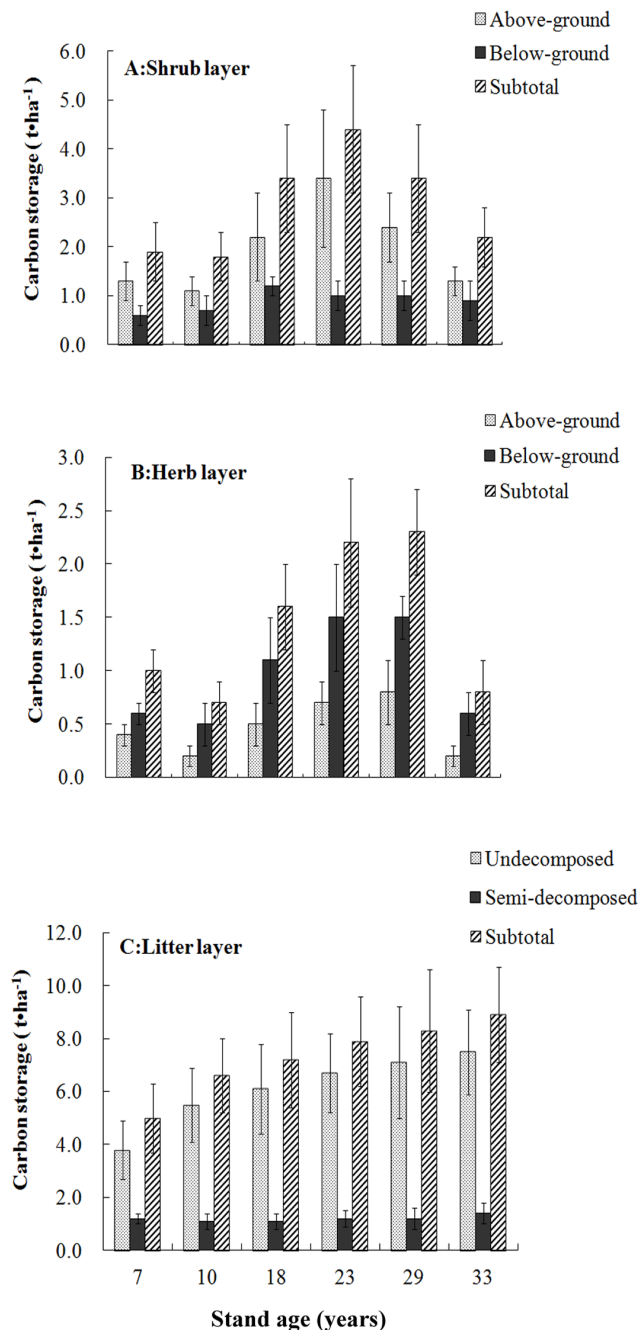 Above-ground
Below-ground
Subtotal
A:Shrub layer
Carbon storage ( t•ha⁻¹)
6.0
5.0
4.0
3.0
2.0
1.0
0.0
Above-ground
Below-ground
Subtotal
B:Herb layer
Carbon storage ( t•ha⁻¹)
3.0
2.5
2.0
1.5
1.0
0.5
0.0
Undecomposed
Semi-decomposed
Subtotal
C:Litter layer
Carbon storage ( t•ha⁻¹)
12.0
10.0
8.0
6.0
4.0
2.0
0.0
7 10 18 23 29 33
Stand age (years)